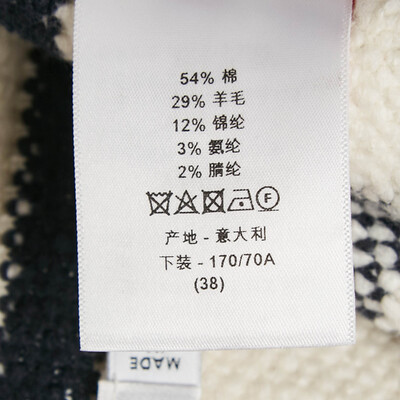 54% 棉
29% 羊毛
12% 锦纶
3% 氨纶
2% 腈纶
F
产地 - 意大利
下装 - 170/70A
(38)
MADE